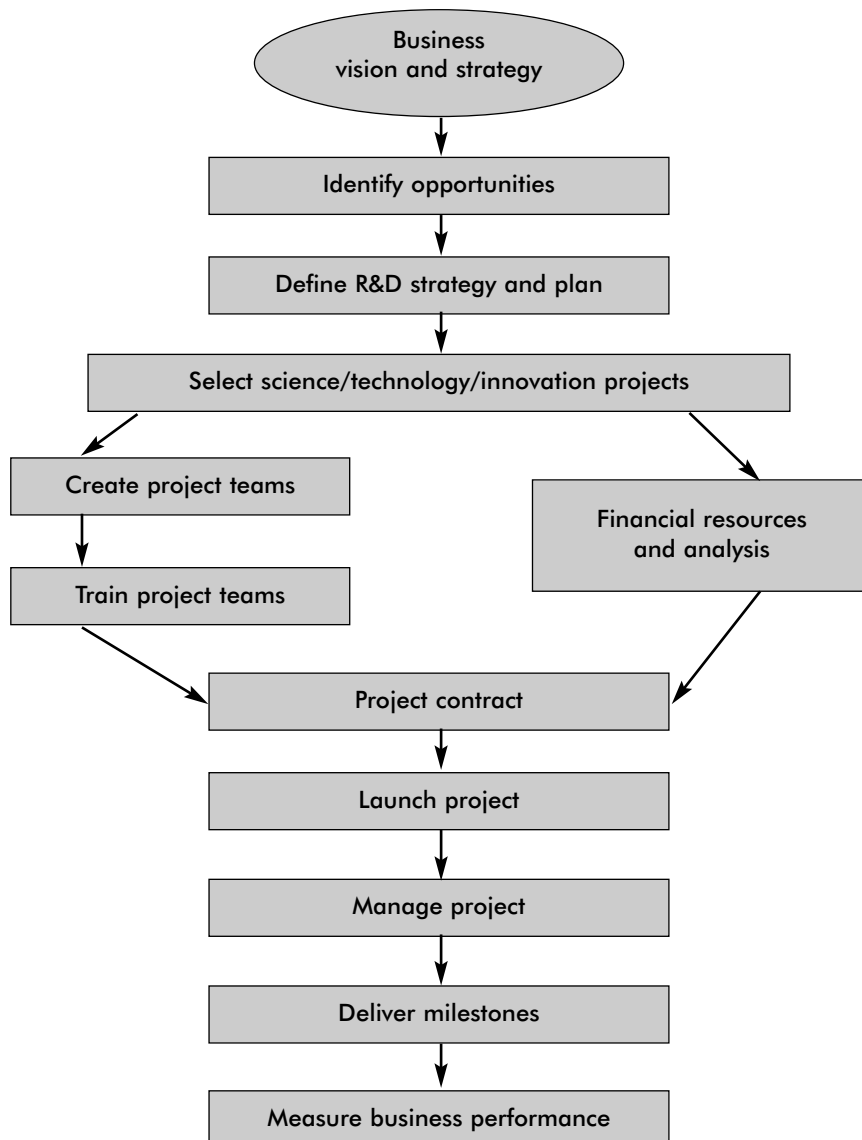 Business
vision and strategy
Identify opportunities
Define R&D strategy and plan
Select science/technology/innovation projects
Create project teams
Train project teams
Financial resources
and analysis
Project contract
Launch project
Manage project
Deliver milestones
Measure business performance